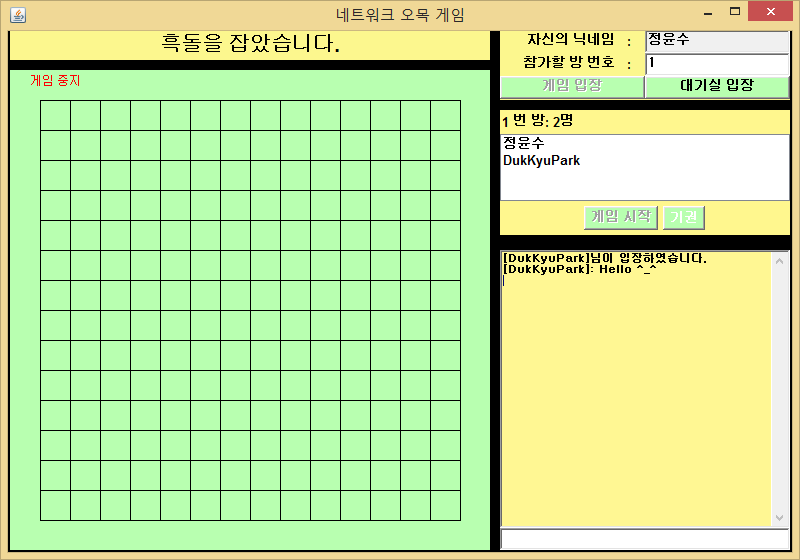 네트워크 오목 게임
흑돌을 잡았습니다.
게임 중지
자신의 닉네임 : 정윤수
참가할 방 번호 : 1
게임 입장 대기실 입장
1 번 방: 2명
정윤수
DukKyuPark
게임 시작 기권
[DukKyuPark]님이 입장하였습니다.
[DukKyuPark]: Hello ^_^